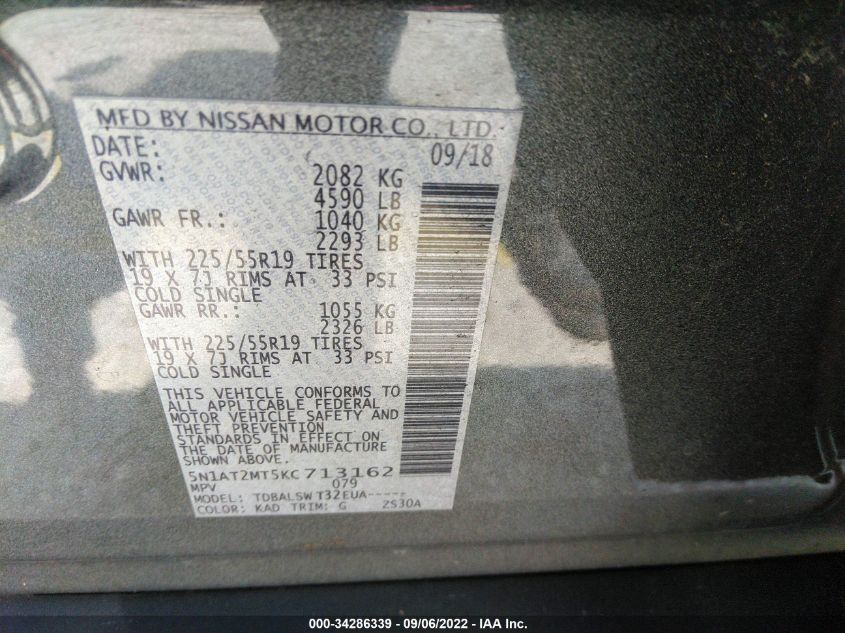 MFD BY NISSAN MOTOR CO., LTD.
DATE: 09/18
GVWR: 2082 KG
4590 LB
GAWR FR.: 1040 KG
2293 LB
WITH 225/55R19 TIRES
19 X 7J RIMS AT 33 PSI
COLD SINGLE
GAWR RR.: 1055 KG
2326 LB
WITH 225/55R19 TIRES
19 X 7J RIMS AT 33 PSI
COLD SINGLE
THIS VEHICLE CONFORMS TO
ALL APPLICABLE FEDERAL
MOTOR VEHICLE SAFETY AND
THEFT PREVENTION
STANDARDS IN EFFECT ON
THE DATE OF MANUFACTURE
SHOWN ABOVE.
5N1AT2MT5KC713162
MPV 079
MODEL: TDBALSW T32EUA-----
COLOR: KAD TRIM: G ZS30A
000-34286339 - 09/06/2022 - IAA Inc.